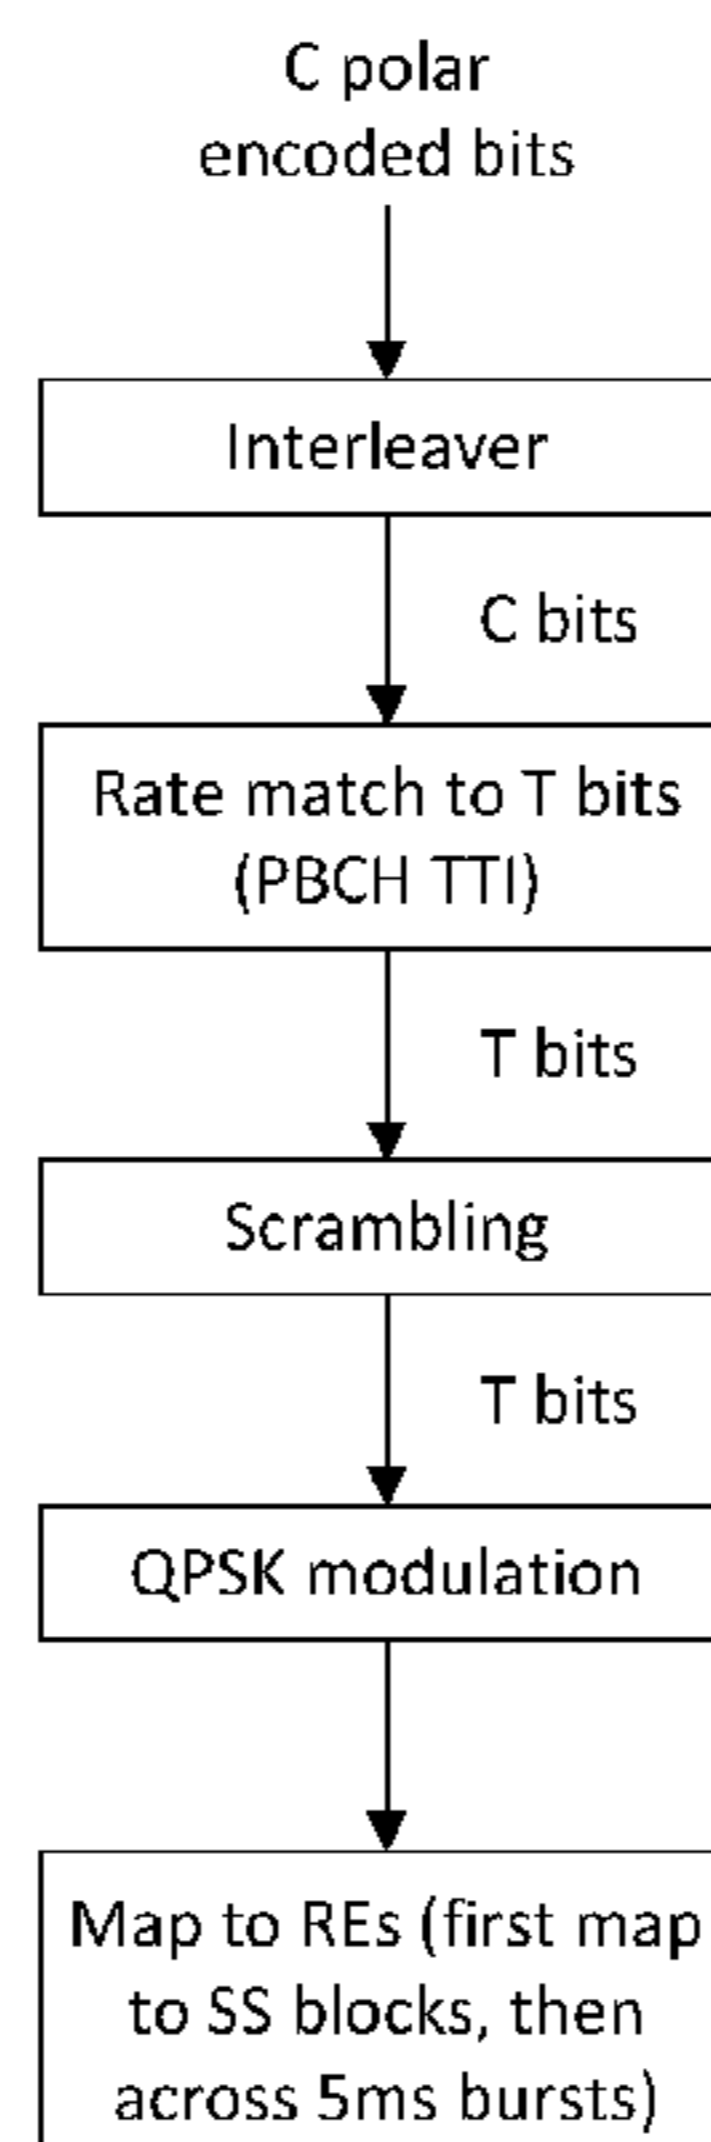 C polar
encoded bits
Interleaver
C bits
Rate match to T bits
(PBCH TTI)
T bits
Scrambling
T bits
QPSK modulation
Map to REs (first map
to SS blocks, then
across 5ms bursts)